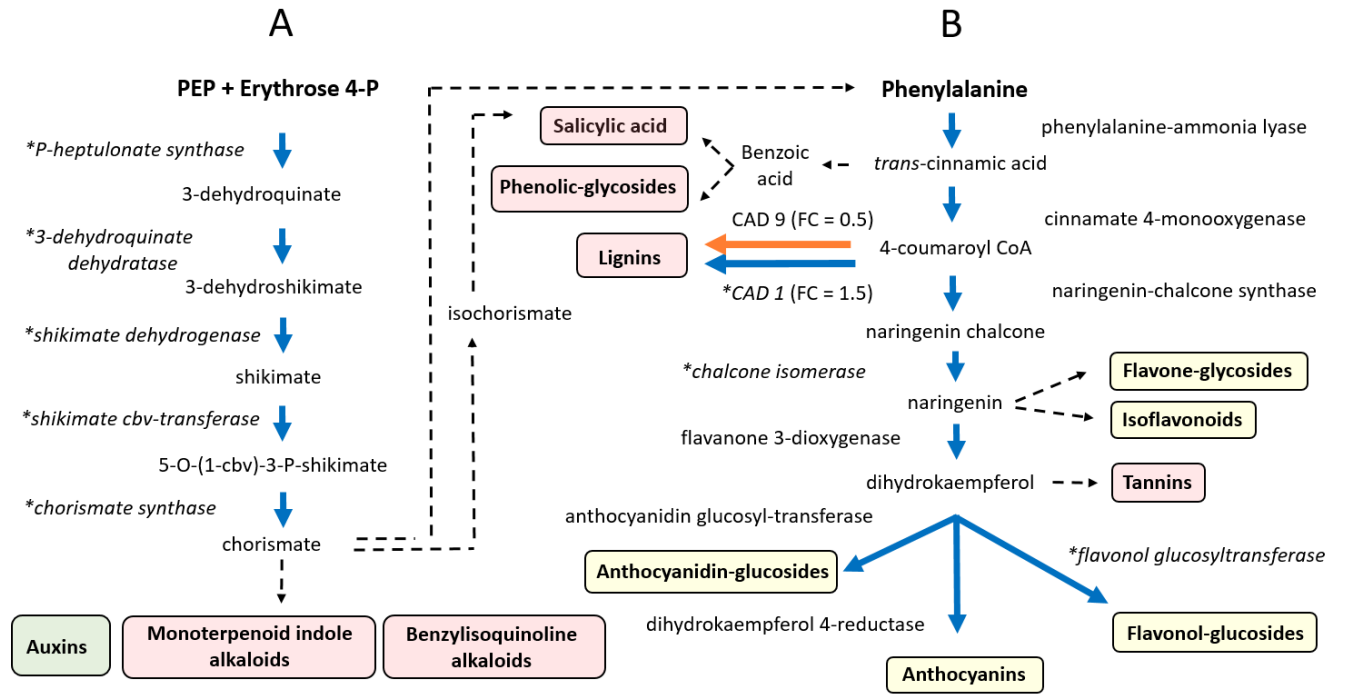 A
PEP + Erythrose 4-P
*P-heptulonate synthase
3-dehydroquinate
*3-dehydroquinate
dehydratase
3-dehydroshikimate
*shikimate dehydrogenase
shikimate
*shikimate cbv-transferase
5-O-(1-cbv)-3-P-shikimate
*chorismate synthase
chorismate
Auxins
Monoterpenoid indole
alkaloids
Benzylisoquinoline
alkaloids
isochorismate
B
Phenylalanine
phenylalanine-ammonia lyase
trans-cinnamic acid
Benzoic
acid
Salicylic acid
Phenolic-glycosides
cinnamate 4-monooxygenase
4-coumaroyl CoA
CAD 9 (FC = 0.5)
Lignins
*CAD 1 (FC = 1.5)
naringenin-chalcone synthase
naringenin chalcone
*chalcone isomerase
naringenin
Flavone-glycosides
Isoflavonoids
flavanone 3-dioxygenase
dihydrokaempferol
Tannins
anthocyanidin glucosyl-transferase
*flavonol glucosyltransferase
Anthocyanidin-glucosides
dihydrokaempferol 4-reductase
Flavonol-glucosides
Anthocyanins